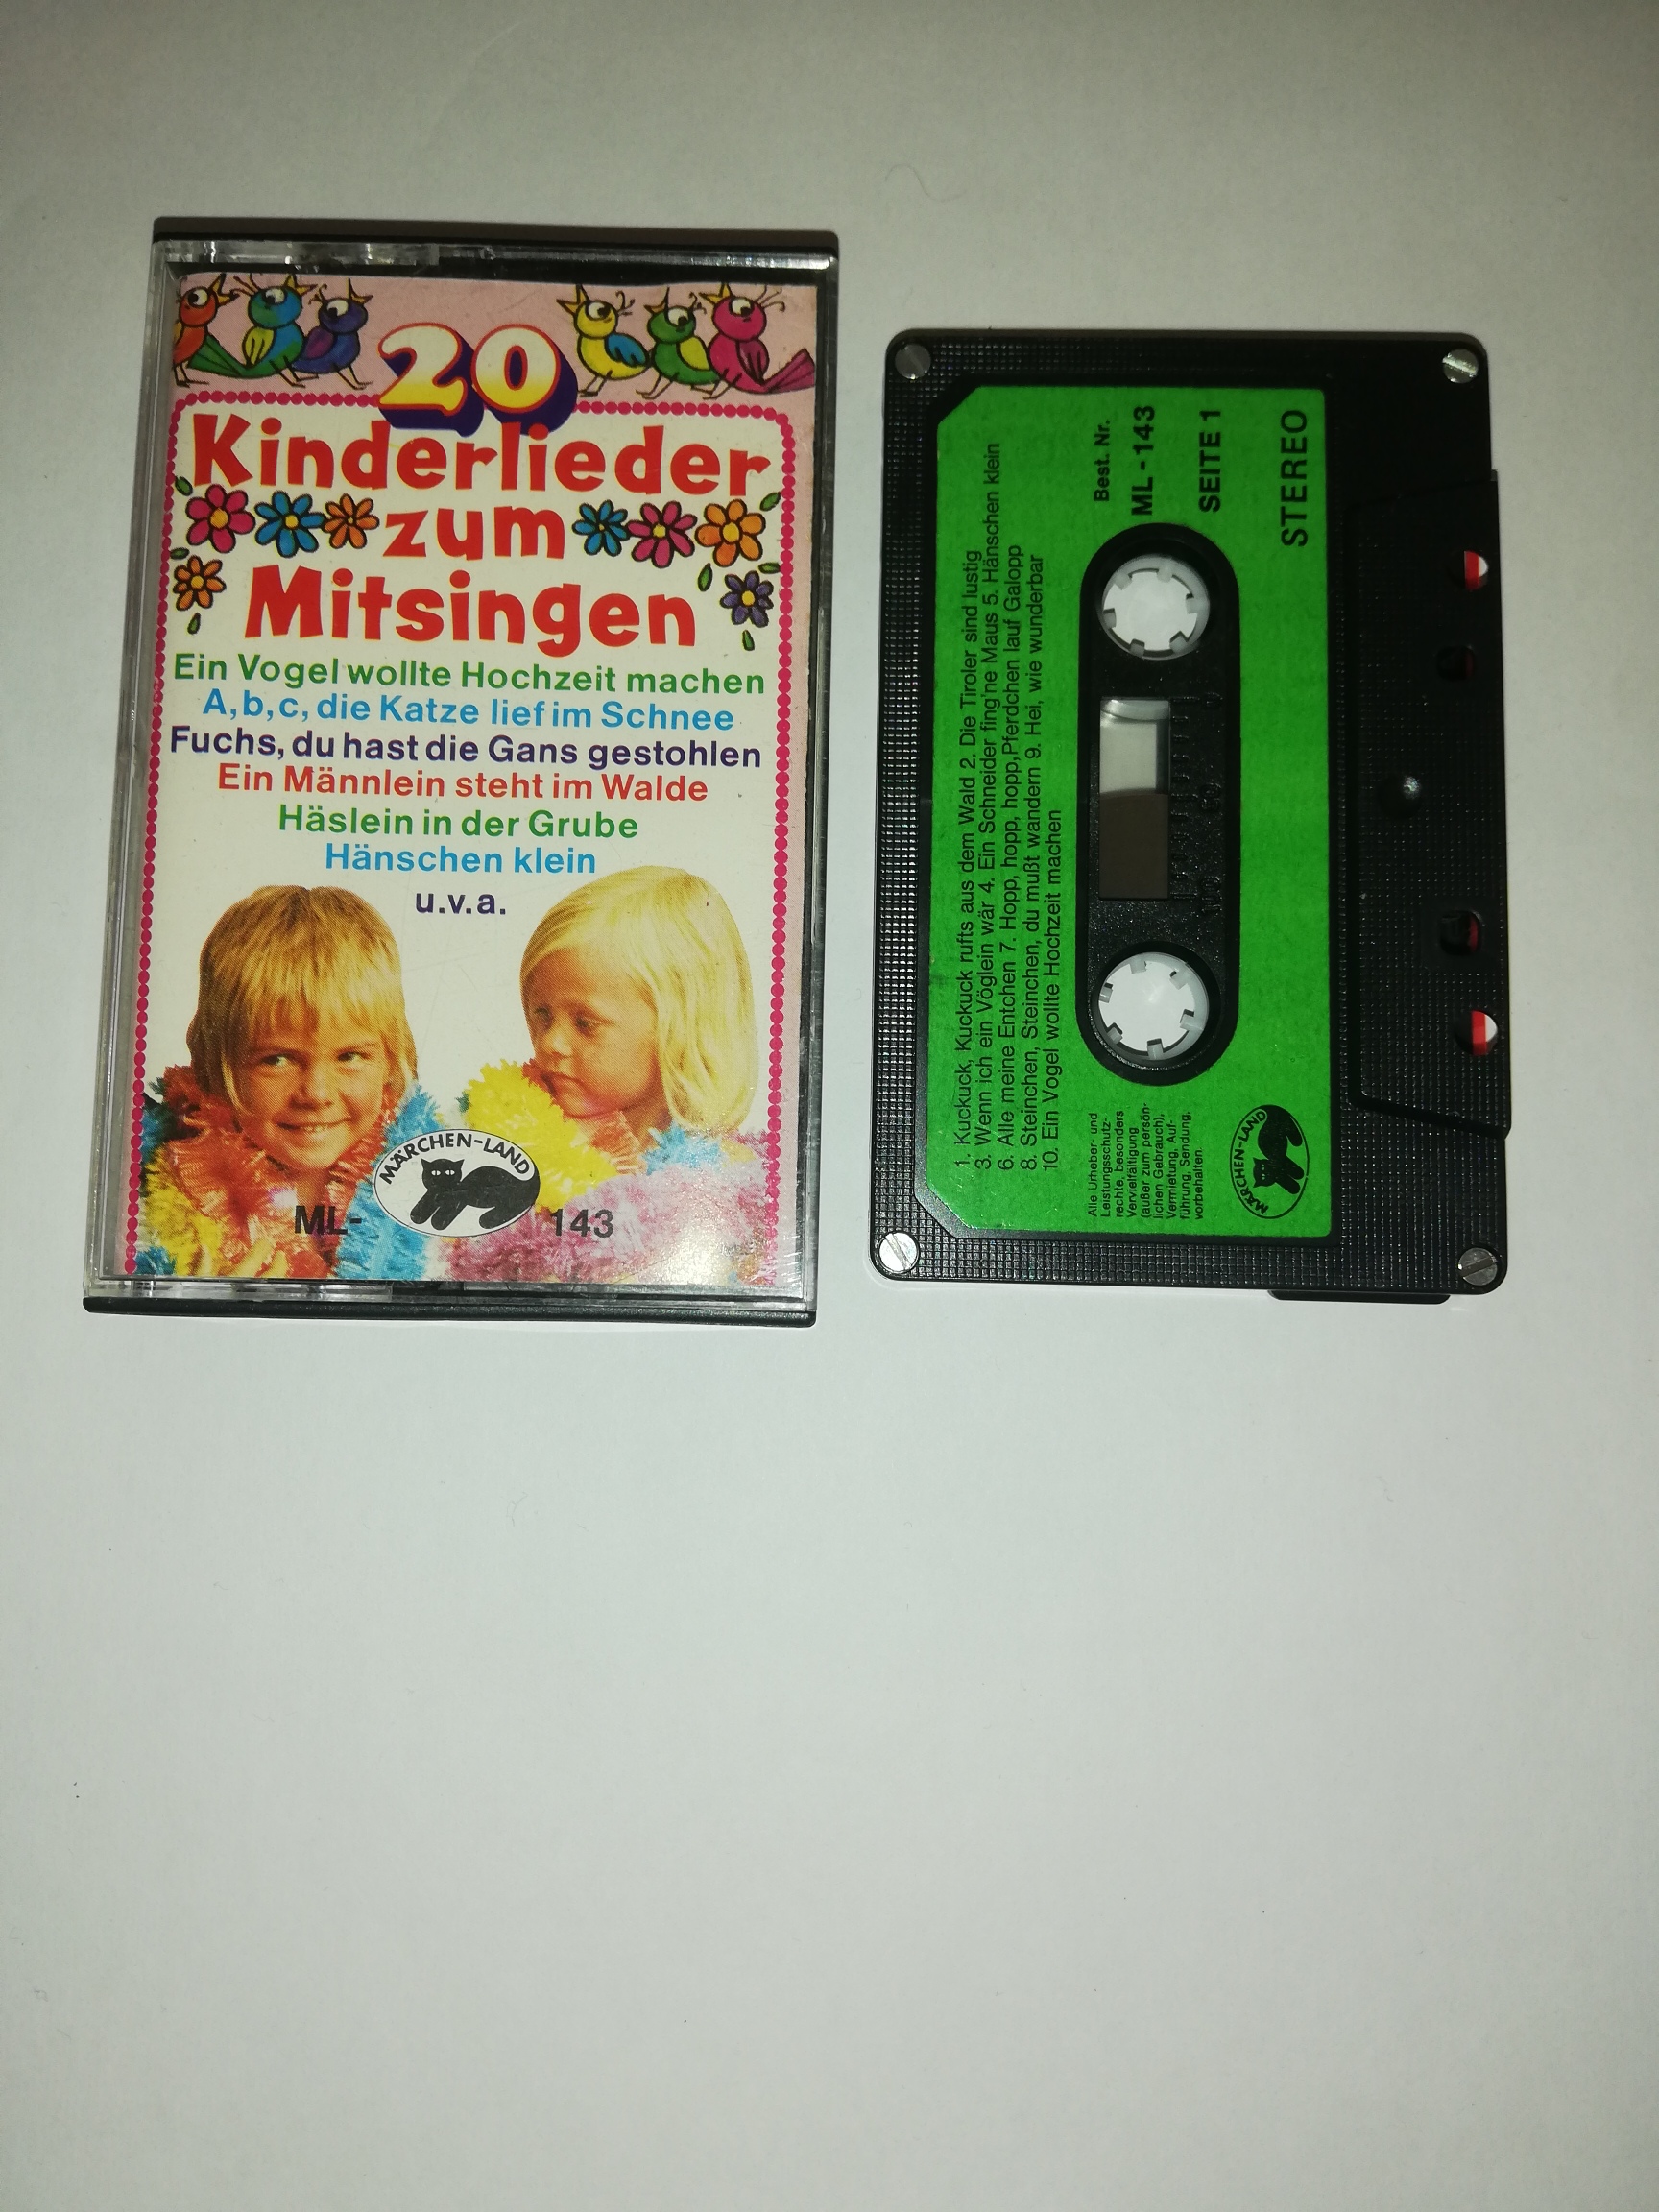 20
Kinderlieder
zum
Mitsingen
Ein Vogel wollte Hochzeit machen
A,b,c, die Katze lief im Schnee
Fuchs, du hast die Gans gestohlen
Ein Männlein steht im Walde
Häslein in der Grube
Hänschen klein
u.v.a.
MÄRCHEN-LAND
ML- 143
1. Kuckuck, Kuckuck rufts aus dem Wald 2. Die Tiroler sind lustig
3. Wenn ich ein Vöglein wär 4. Ein Schneider fing'ne Maus 5. Hänschen klein
6. Alle meine Entchen 7. Hopp, hopp, hopp,Pferdchen lauf Galopp
8. Steinchen, Steinchen, du mußt wandern 9. Hei, wie wunderbar
10. Ein Vogel wollte Hochzeit machen
Best. Nr.
ML-143
SEITE 1
STEREO
Alle Urheber- und
Leistungsschutz-
rechte, besonders
Vervielfältigung
(außer zum persön-
lichen Gebrauch),
Vermietung, Auf-
führung, Sendung,
vorbehalten.
MÄRCHEN-LAND